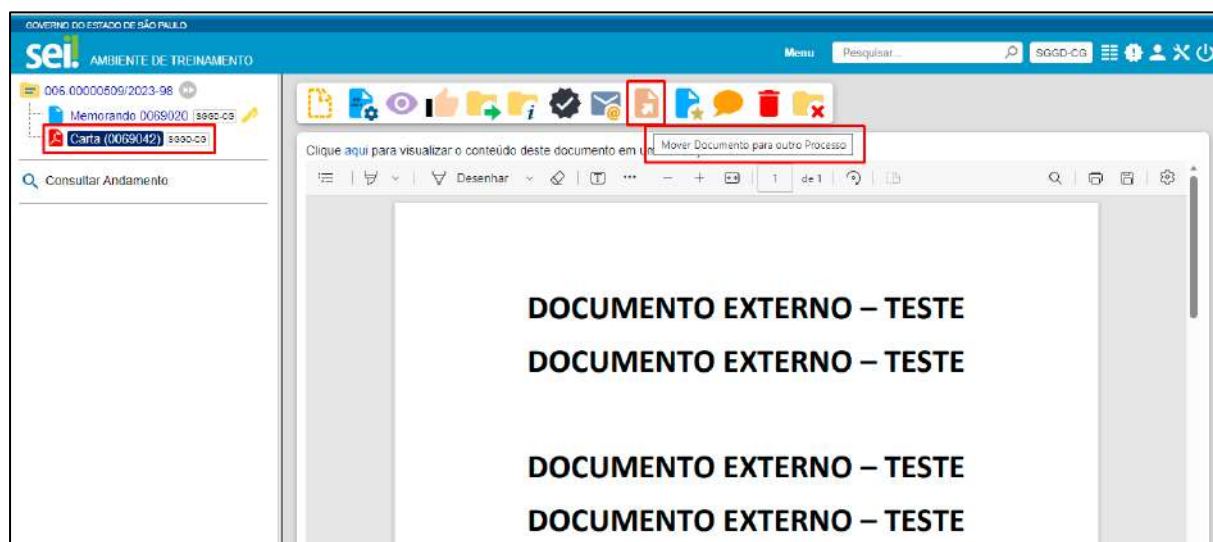 GOVERNO DO ESTADO DE SÃO PAULO
sei! AMBIENTE DE TREINAMENTO
Menu Pesquisar... SGGD-CG
006.00000509/2023-98
Memorando 0069020 SGGD-CG
Carta (0069042) SGGD-CG
Consultar Andamento
Mover Documento para outro Processo
Clique aqui para visualizar o conteúdo deste documento em
Desenhar 1 de 1
DOCUMENTO EXTERNO – TESTE
DOCUMENTO EXTERNO – TESTE
DOCUMENTO EXTERNO – TESTE
DOCUMENTO EXTERNO – TESTE